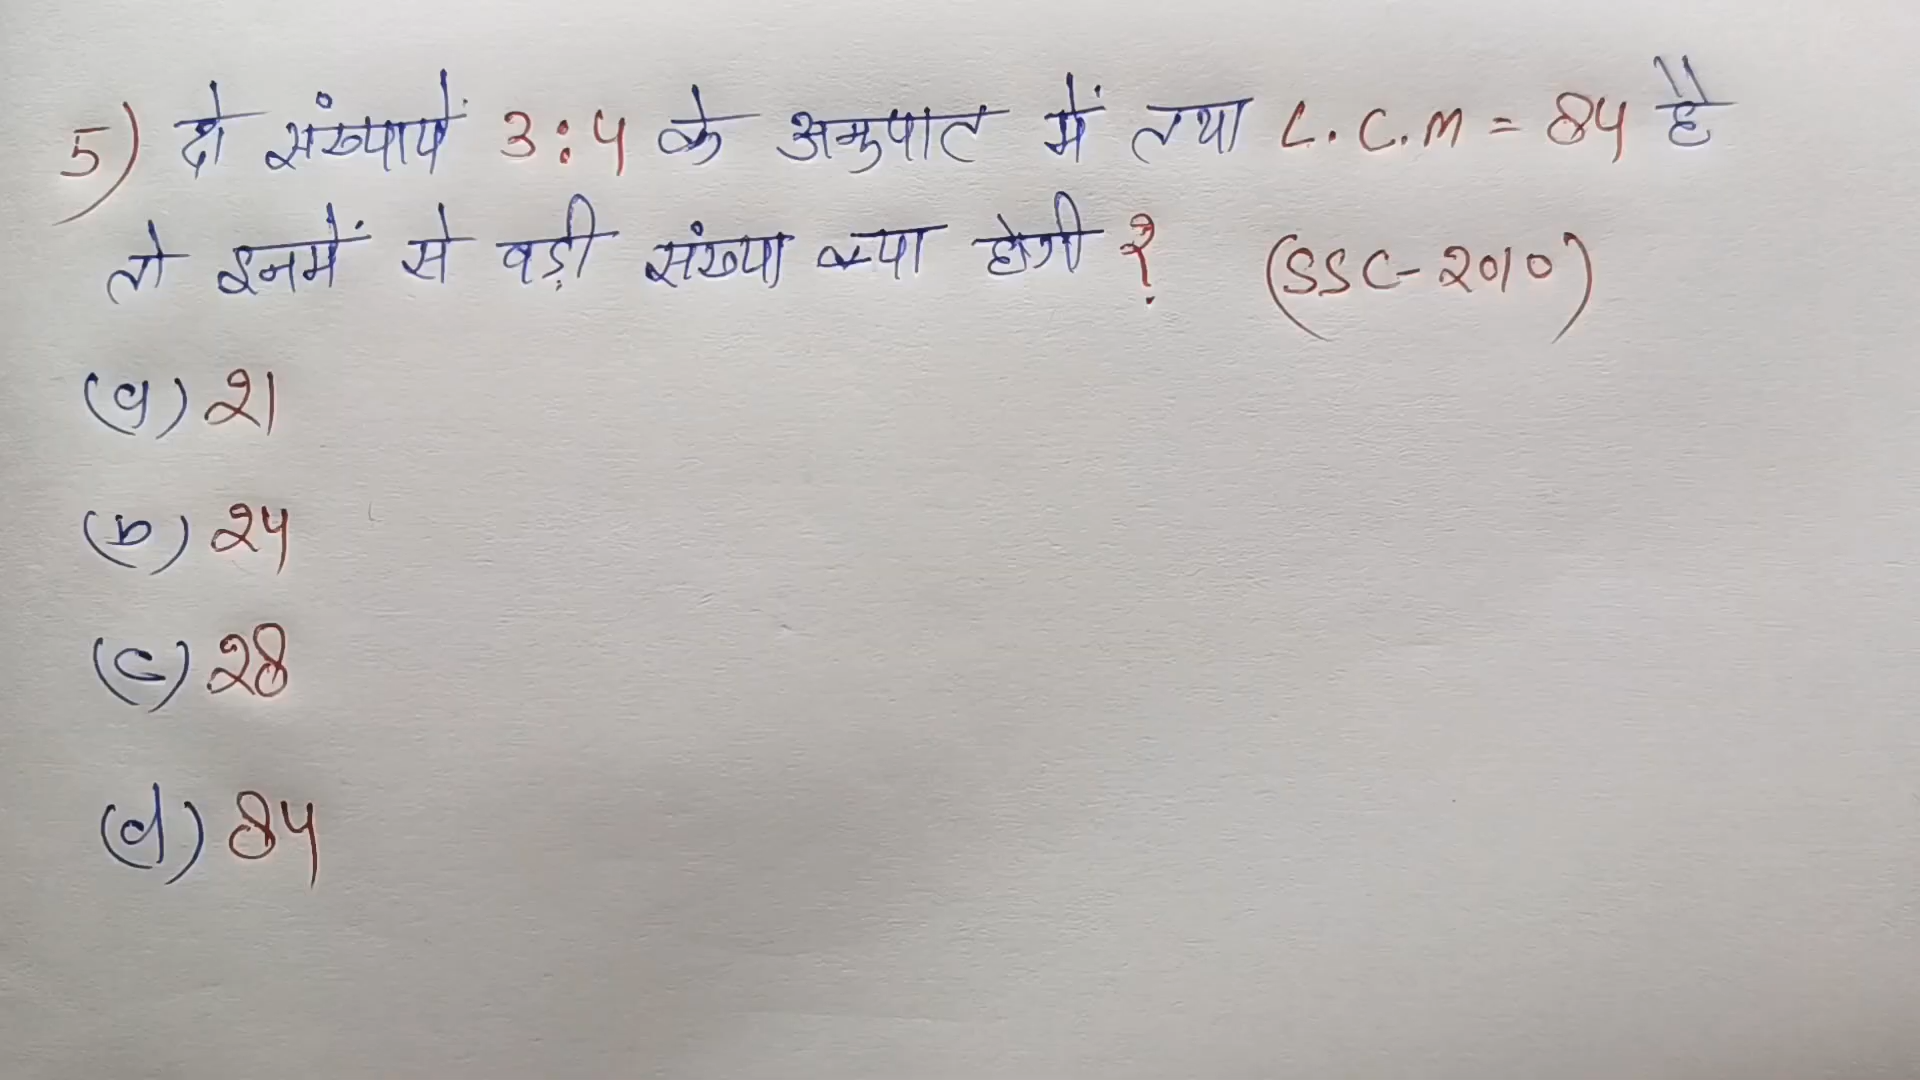 5) दो संख्यायें 3:4 के अनुपात में तथा L.C.M = 84 है
तो इनमें से बड़ी संख्या क्या होगी ? (SSC-2010)
(a) 21
(b) 24
(c) 28
(d) 84